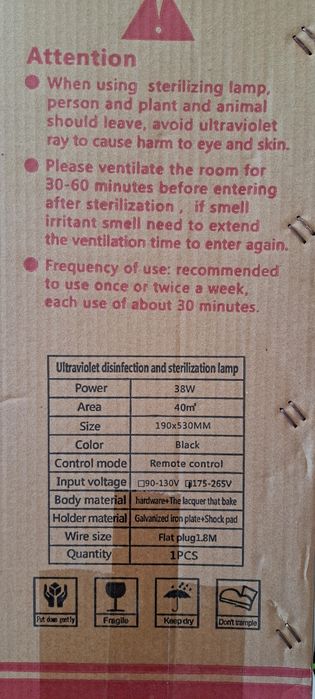 Attention
● When using sterilizing lamp,
person and plant and animal
should leave, avoid ultraviolet
ray to cause harm to eye and skin.
● Please ventilate the room for
30-60 minutes before entering
after sterilization , if smell
irritant smell need to extend
the ventilation time to enter again.
● Frequency of use: recommended
to use once or twice a week,
each use of about 30 minutes.
Ultraviolet disinfection and sterilization lamp
Power 38W
Area 40㎡
Size 190x530MM
Color Black
Control mode Remote control
Input voltage □90-130V ☑175-265V
Body material hardware+The lacquer that bake
Holder material Galvanized iron plate+Shock pad
Wire size Flat plug1.8M
Quantity 1PCS
Put down gently Fragile Keep dry Don't trample